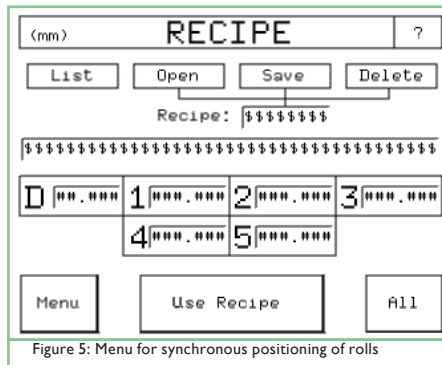 (mm) RECIPE ?
List Open Save Delete
Recipe: $$$$$$$$
$$$$$$$$$$$$$$$$$$$$$$$$$$$$$$$$$$$$$$$$
D ##.### 1 ###.### 2 ###.### 3 ###.###
4 ###.### 5 ###.###
Menu Use Recipe All
Figure 5: Menu for synchronous positioning of rolls